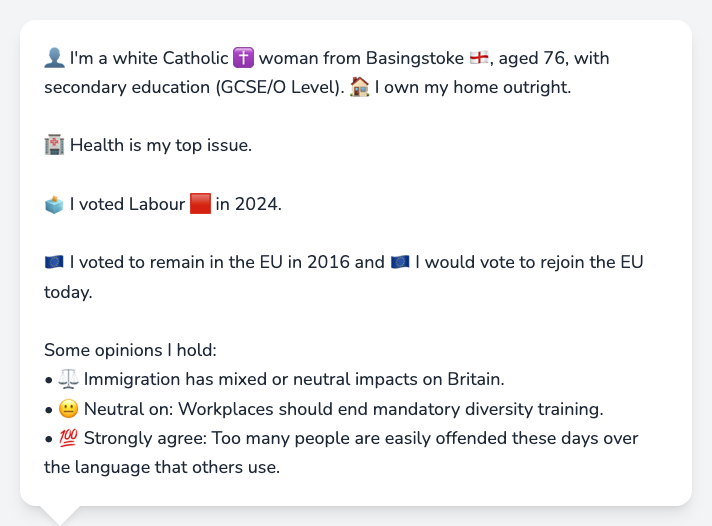 👤 I'm a white Catholic ✝️ woman from Basingstoke 🏴󠁧󠁢󠁥󠁮󠁧󠁿, aged 76, with
secondary education (GCSE/O Level). 🏠 I own my home outright.
🏥 Health is my top issue.
🗳️ I voted Labour 🟥 in 2024.
🇪🇺 I voted to remain in the EU in 2016 and 🇪🇺 I would vote to rejoin the EU
today.
Some opinions I hold:
• ⚖️ Immigration has mixed or neutral impacts on Britain.
• 😐 Neutral on: Workplaces should end mandatory diversity training.
• 💯 Strongly agree: Too many people are easily offended these days over
the language that others use.